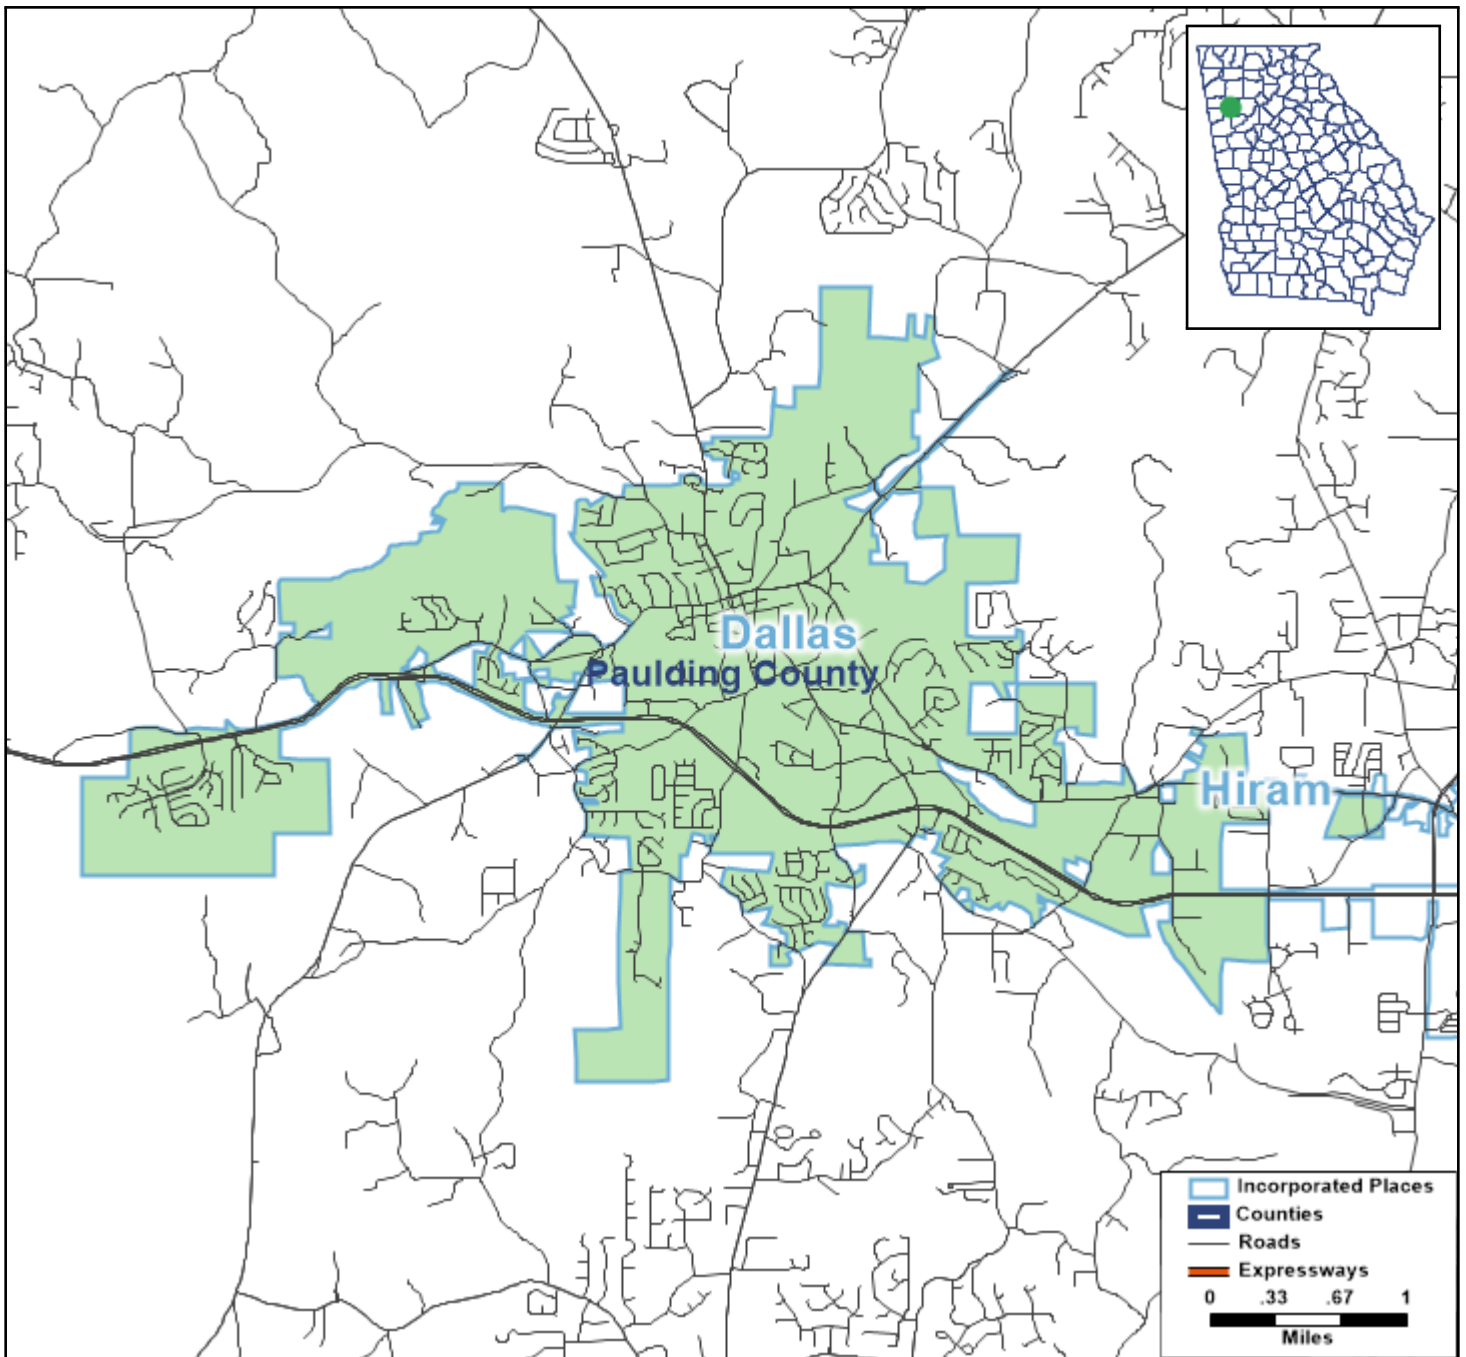 Dallas
Paulding County
Hiram
Incorporated Places
Counties
Roads
Expressways
0 .33 .67 1
Miles